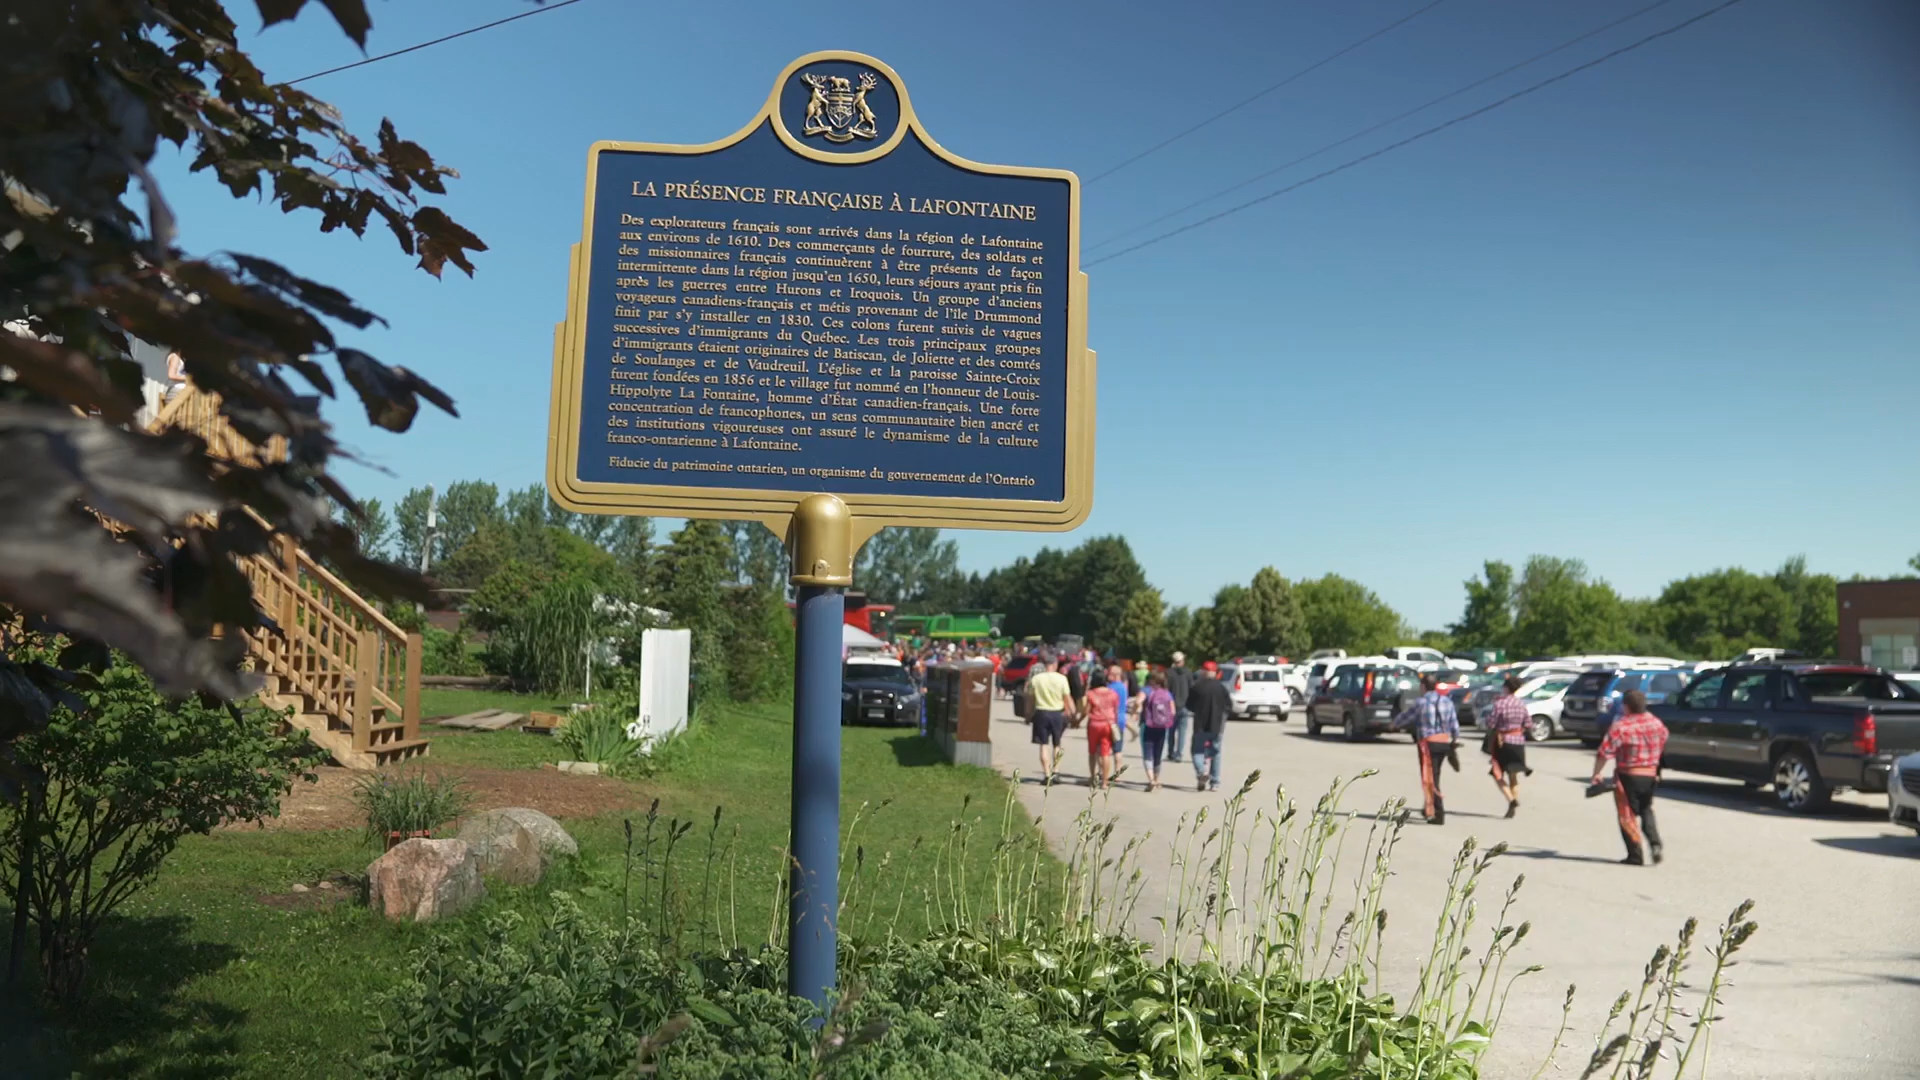 LA PRÉSENCE FRANÇAISE À LAFONTAINE
Des explorateurs français sont arrivés dans la région de Lafontaine
aux environs de 1610. Des commerçants de fourrure, des soldats et
des missionnaires français continuèrent à être présents de façon
intermittente dans la région jusqu'en 1650, leurs séjours ayant pris fin
après les guerres entre Hurons et Iroquois. Un groupe d'anciens
voyageurs canadiens-français et métis provenant de l'île Drummond
finit par s'y installer en 1830. Ces colons furent suivis de vagues
successives d'immigrants du Québec. Les trois principaux groupes
d'immigrants étaient originaires de Batiscan, de Joliette et des comtés
de Soulanges et de Vaudreuil. L'église et la paroisse Sainte-Croix
furent fondées en 1856 et le village fut nommé en l'honneur de Louis-
Hippolyte La Fontaine, homme d'État canadien-français. Une forte
concentration de francophones, un sens communautaire bien ancré et
des institutions vigoureuses ont assuré le dynamisme de la culture
franco-ontarienne à Lafontaine.
Fiducie du patrimoine ontarien, un organisme du gouvernement de l'Ontario